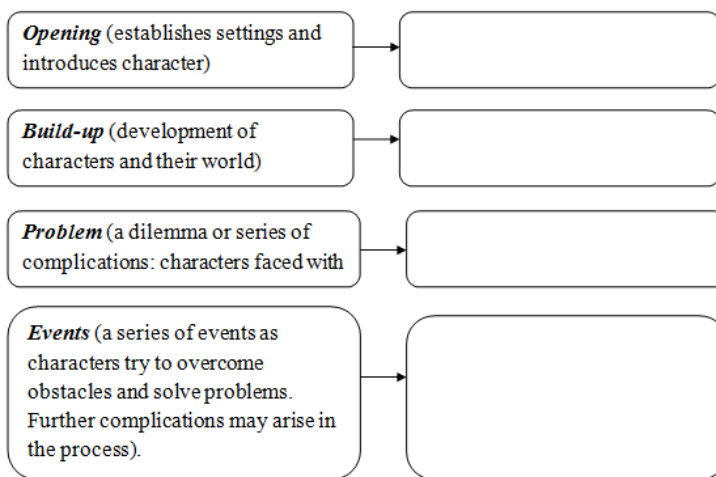 Opening (establishes settings and
introduces character)
Build-up (development of
characters and their world)
Problem (a dilemma or series of
complications: characters faced with
Events (a series of events as
characters try to overcome
obstacles and solve problems.
Further complications may arise in
the process).